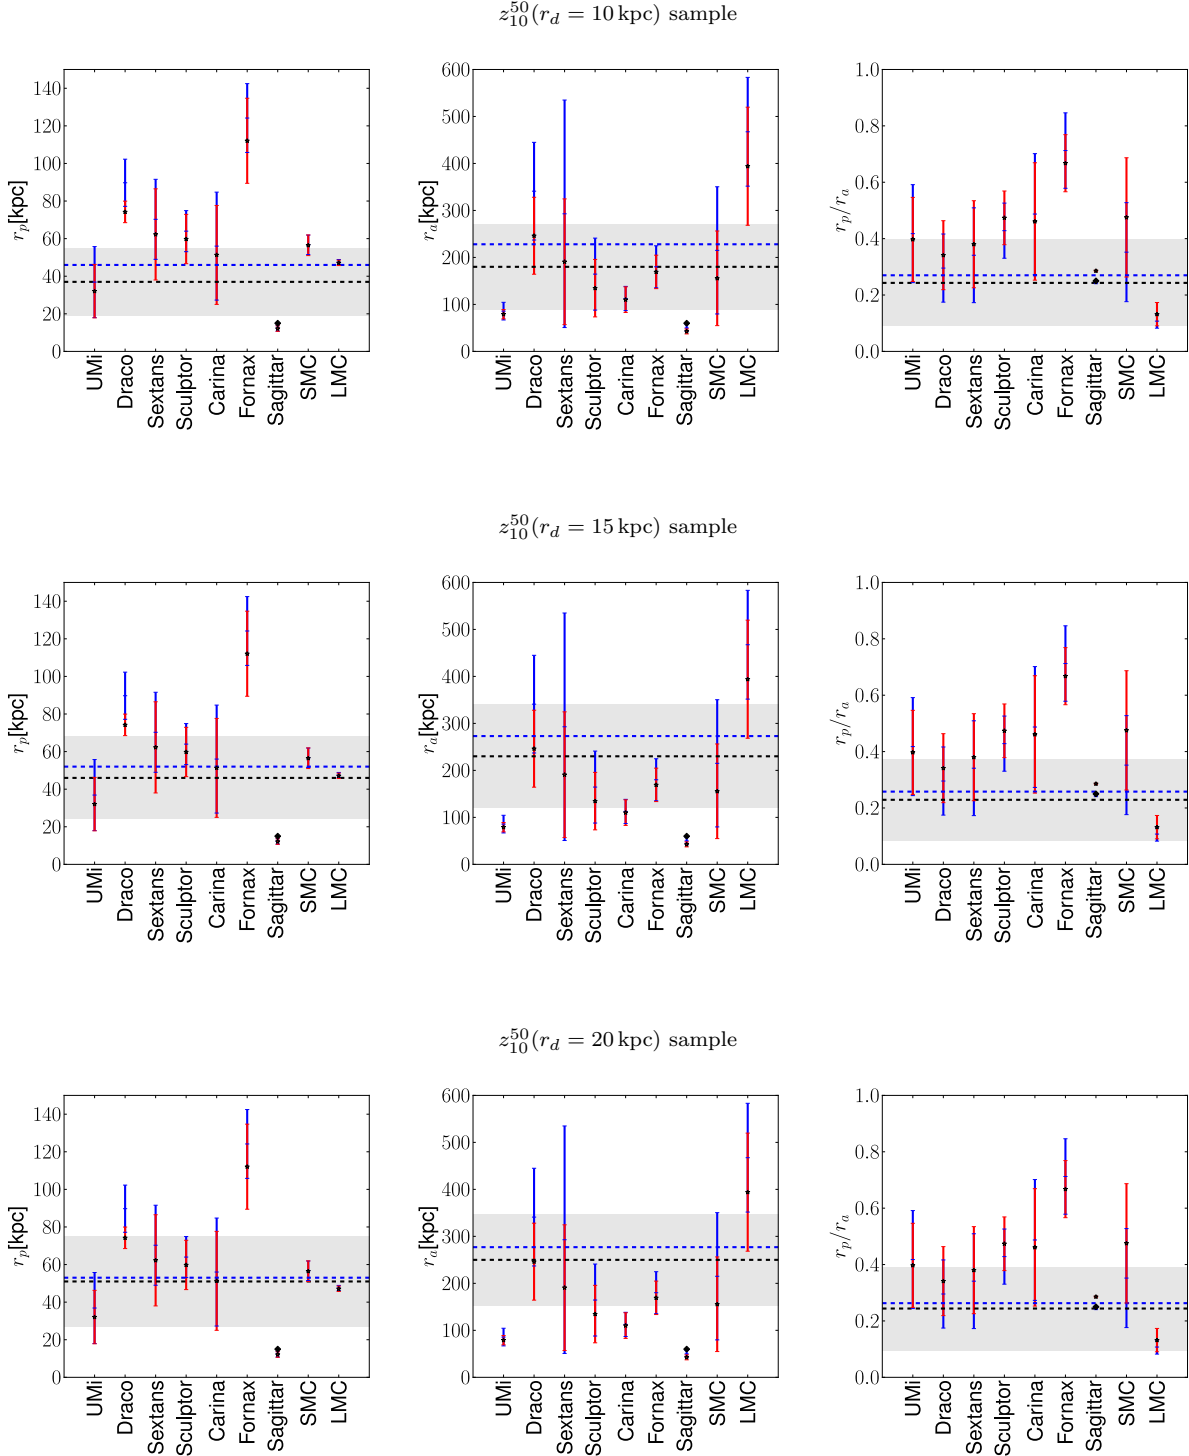 z_{10}^{50}(r_d = 10 kpc) sample
r_p[kpc]
140
120
100
80
60
40
20
0
UMi
Draco
Sextans
Sculptor
Carina
Fornax
Sagittar
SMC
LMC
r_a[kpc]
600
500
400
300
200
100
0
UMi
Draco
Sextans
Sculptor
Carina
Fornax
Sagittar
SMC
LMC
r_p/r_a
1.0
0.8
0.6
0.4
0.2
0.0
UMi
Draco
Sextans
Sculptor
Carina
Fornax
Sagittar
SMC
LMC
z_{10}^{50}(r_d = 15 kpc) sample
r_p[kpc]
140
120
100
80
60
40
20
0
UMi
Draco
Sextans
Sculptor
Carina
Fornax
Sagittar
SMC
LMC
r_a[kpc]
600
500
400
300
200
100
0
UMi
Draco
Sextans
Sculptor
Carina
Fornax
Sagittar
SMC
LMC
r_p/r_a
1.0
0.8
0.6
0.4
0.2
0.0
UMi
Draco
Sextans
Sculptor
Carina
Fornax
Sagittar
SMC
LMC
z_{10}^{50}(r_d = 20 kpc) sample
r_p[kpc]
140
120
100
80
60
40
20
0
UMi
Draco
Sextans
Sculptor
Carina
Fornax
Sagittar
SMC
LMC
r_a[kpc]
600
500
400
300
200
100
0
UMi
Draco
Sextans
Sculptor
Carina
Fornax
Sagittar
SMC
LMC
r_p/r_a
1.0
0.8
0.6
0.4
0.2
0.0
UMi
Draco
Sextans
Sculptor
Carina
Fornax
Sagittar
SMC
LMC